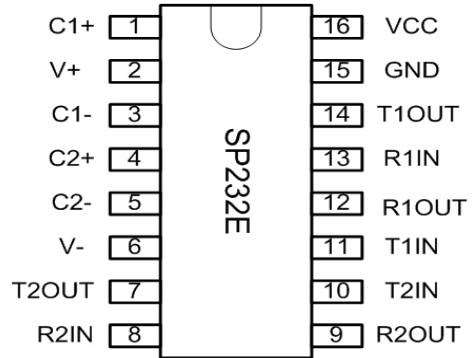 C1+ 1 16 VCC
V+ 2 15 GND
C1- 3 14 T1OUT
C2+ 4 13 R1IN
C2- 5 12 R1OUT
V- 6 11 T1IN
T2OUT 7 10 T2IN
R2IN 8 9 R2OUT
SP232E